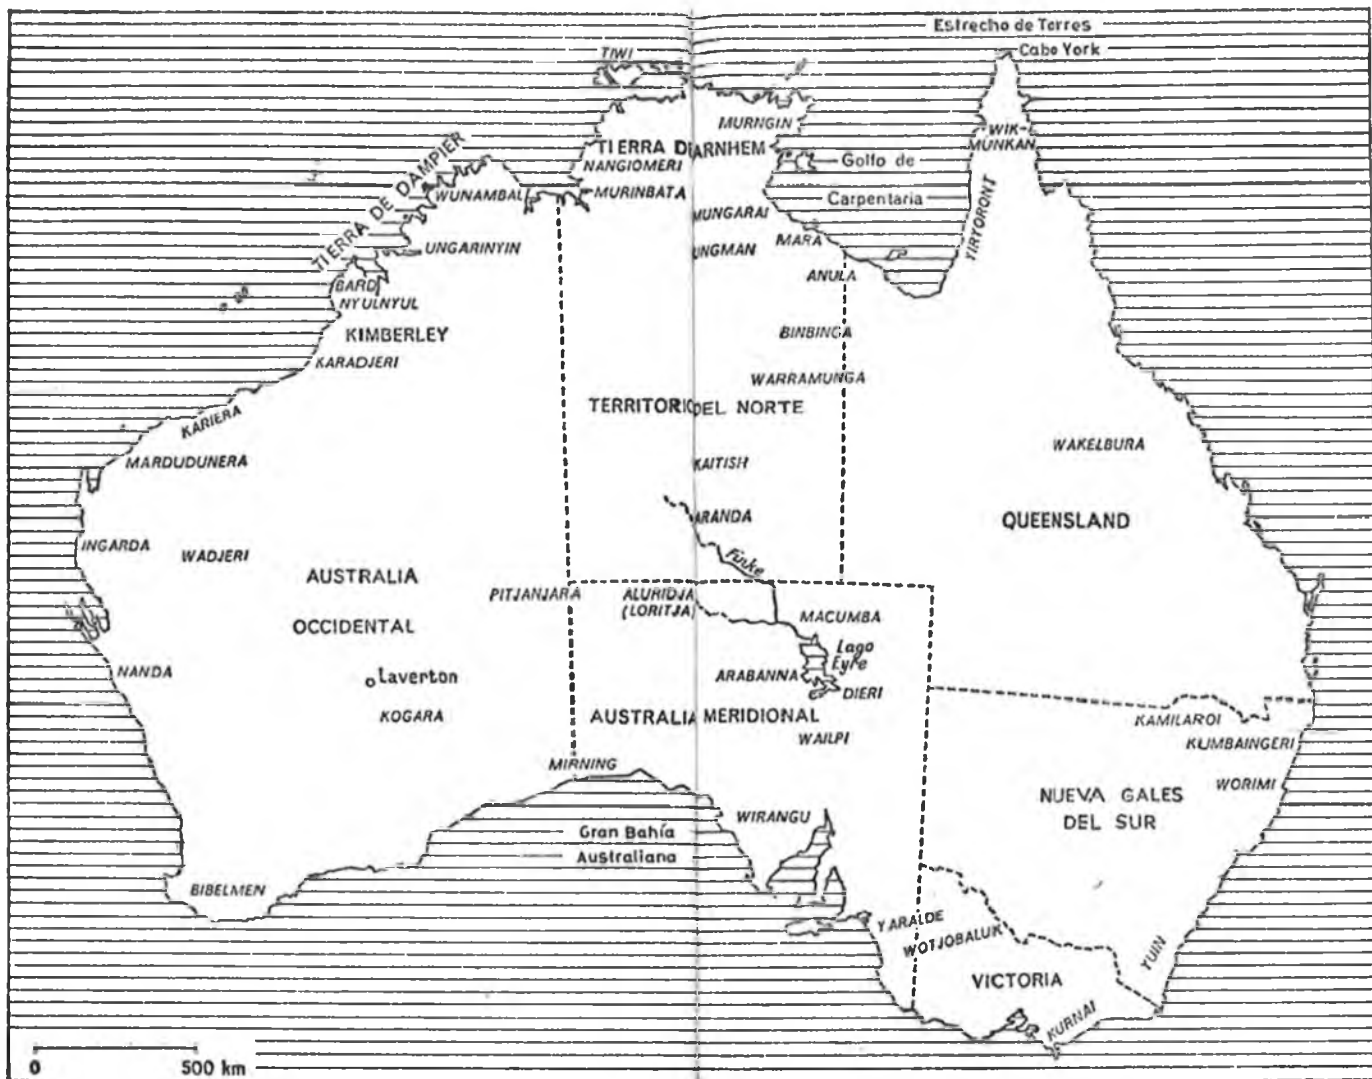 Estrecho de Torres
Cabo York
TIWI
MURNGIN
WIK-
MUNKAN
TIERRA DE ARNHEM
NANGIOMERI
Golfo de
Carpentaria
TIERRA DE DAMPIER
WUNAMBAL
MURINBATA
MUNGARAI
MARA
YIRYORONT
UNGARINYIN
UNGMAN
ANULA
BARD
NYULNYUL
KIMBERLEY
BINBINGA
KARADJERI
WARRAMUNGA
TERRITORIO DEL NORTE
KARIERA
WAKELBURA
MARDUDUNERA
KAITISH
ARANDA
QUEENSLAND
INGARDA
WADJERI
Finke
AUSTRALIA
OCCIDENTAL
PITJANJARA
ALURIDJA
(LORITJA)
MACUMBA
Lago
Eyre
NANDA
Laverton
ARABANNA
DIERI
KOGARA
AUSTRALIA MERIDIONAL
WAILPI
KAMILAROI
KUMBAINGERI
MIRNING
WORIMI
NUEVA GALES
DEL SUR
WIRANGU
Gran Bahía
Australiana
BIBELMEN
YARALDE
WOTJOBALUK
YUIN
VICTORIA
KURNAI
0 500 km